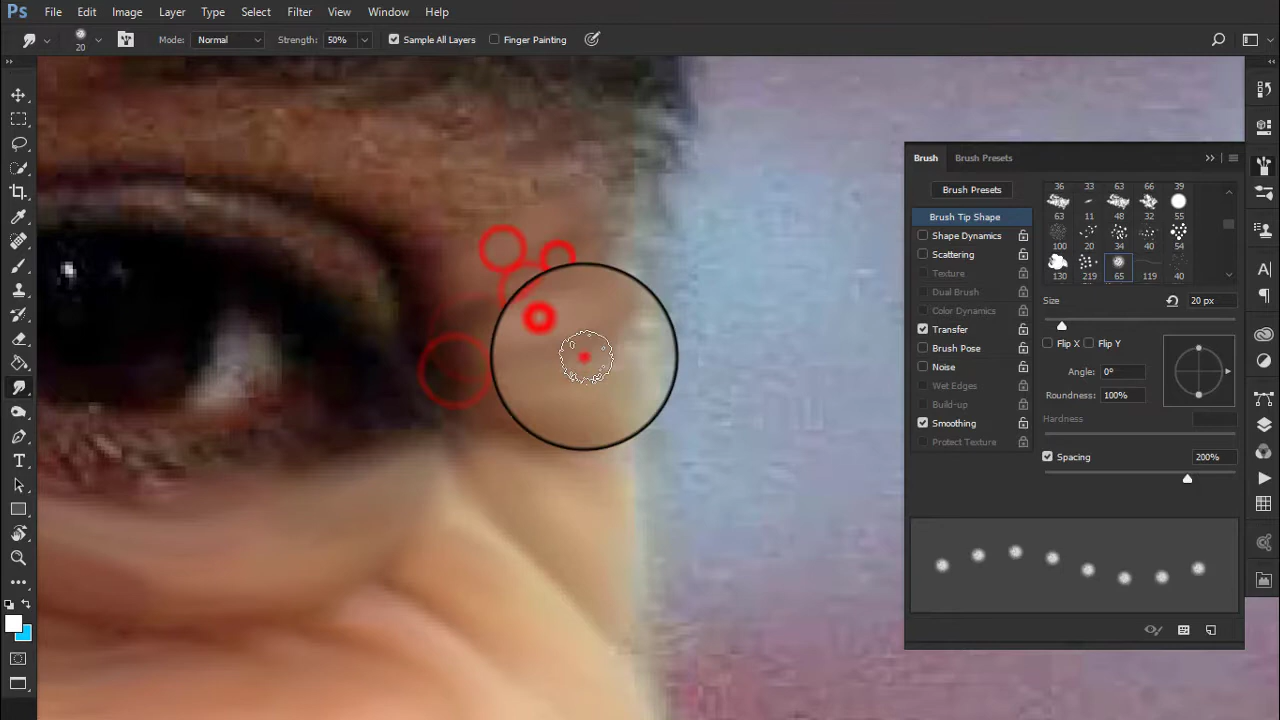 Ps File Edit Image Layer Type Select Filter View Window Help
20 Mode: Normal Strength: 50% Sample All Layers Finger Painting
Brush Brush Presets
Brush Presets
36 33 63 66 39
63 11 48 32 55
100 20 34 40 54
130 219 65 119 40
Brush Tip Shape
Shape Dynamics
Scattering
Texture
Dual Brush
Color Dynamics
Transfer
Brush Pose
Noise
Wet Edges
Build-up
Smoothing
Protect Texture
Size 20 px
Flip X Flip Y
Angle: 0°
Roundness: 100%
Hardness
Spacing 200%